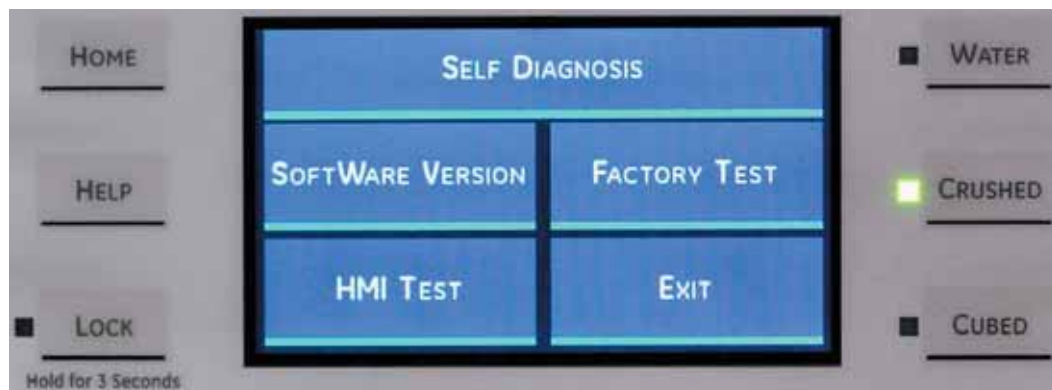 HOME
HELP
LOCK
Hold for 3 Seconds
SELF DIAGNOSIS
SOFTWARE VERSION
FACTORY TEST
HMI TEST
EXIT
WATER
CRUSHED
CUBED